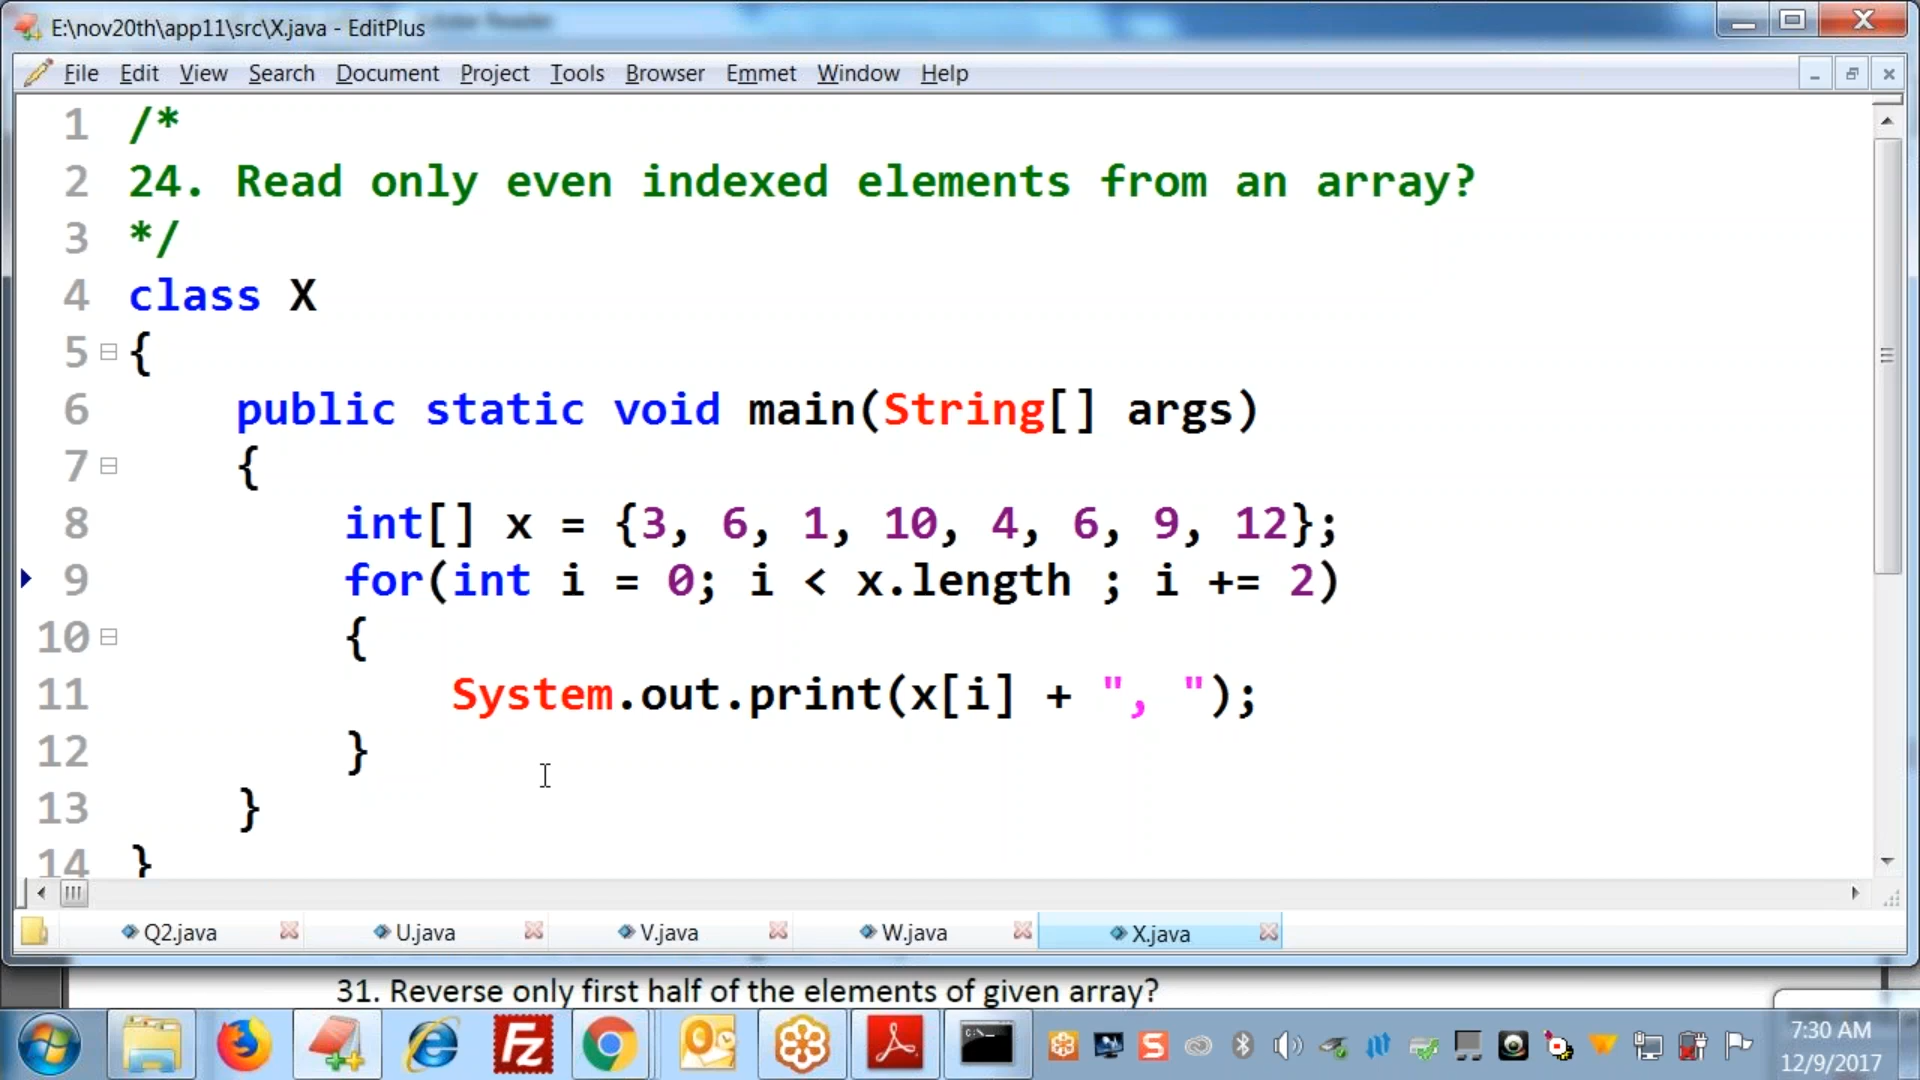 E:\nov20th\app11\src\X.java - EditPlus
File Edit View Search Document Project Tools Browser Emmet Window Help
1 /*
2 24. Read only even indexed elements from an array?
3 */
4 class X
5 {
6 public static void main(String[] args)
7 {
8 int[] x = {3, 6, 1, 10, 4, 6, 9, 12};
9 for(int i = 0; i < x.length ; i += 2)
10 {
11 System.out.print(x[i] + ", ");
12 }
13 }
14 }
Q2.java U.java V.java W.java X.java
31. Reverse only first half of the elements of given array?
7:30 AM
12/9/2017